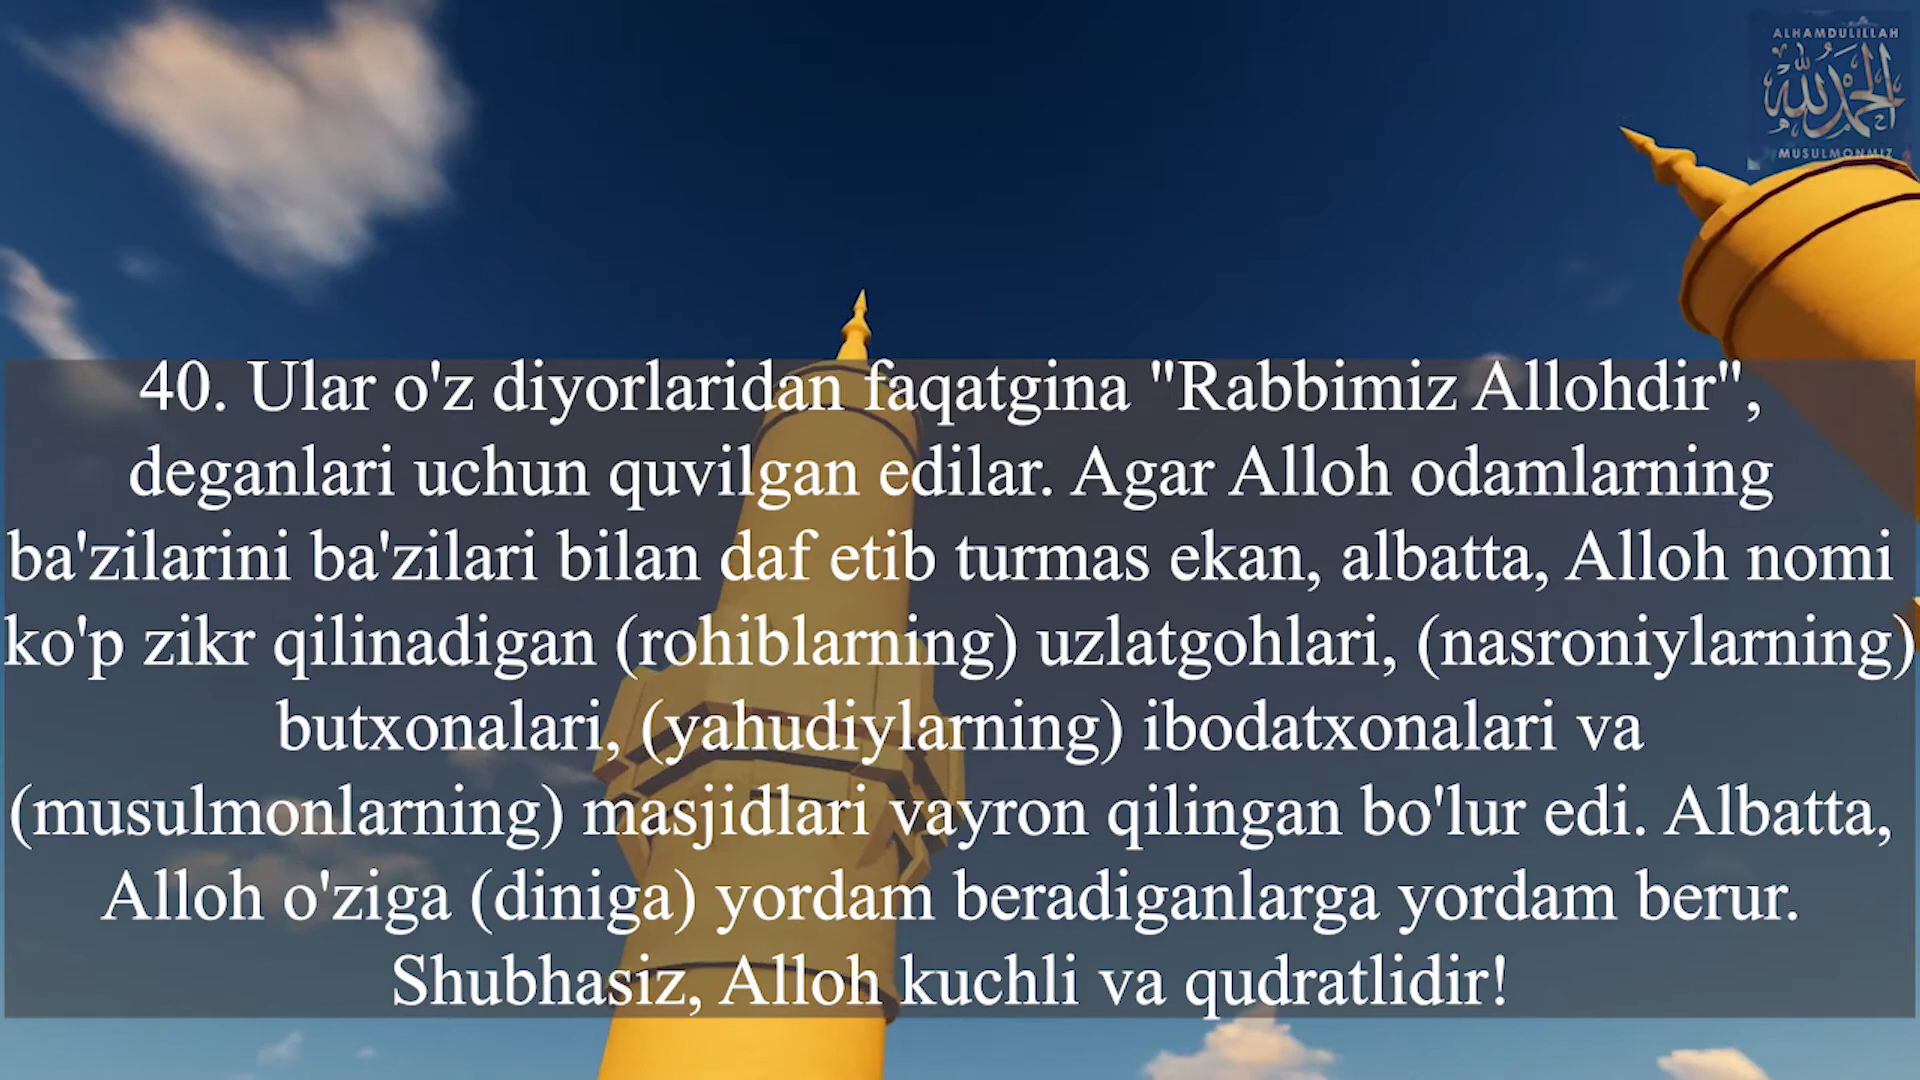 ALHAMDULILLAH
الحمد لله
MUSULMONMIZ
40. Ular o'z diyorlaridan faqatgina "Rabbimiz Allohdir",
deganlari uchun quvilgan edilar. Agar Alloh odamlarning
ba'zilarini ba'zilari bilan daf etib turmas ekan, albatta, Alloh nomi
ko'p zikr qilinadigan (rohiblarning) uzlatgohlari, (nasroniylarning)
butxonalari, (yahudiylarning) ibodatxonalari va
(musulmonlarning) masjidlari vayron qilingan bo'lur edi. Albatta,
Alloh o'ziga (diniga) yordam beradiganlarga yordam berur.
Shubhasiz, Alloh kuchli va qudratlidir!